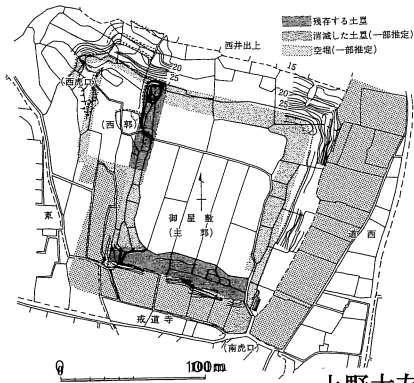 残存する土塁
消滅した土塁(一部推定)
空堀(一部推定)
西井出上
15
20
25
20
25
(西虎口)
(西郭)
御屋敷
(主郭)
東
道西
戒道寺
(南虎口)
0
100m